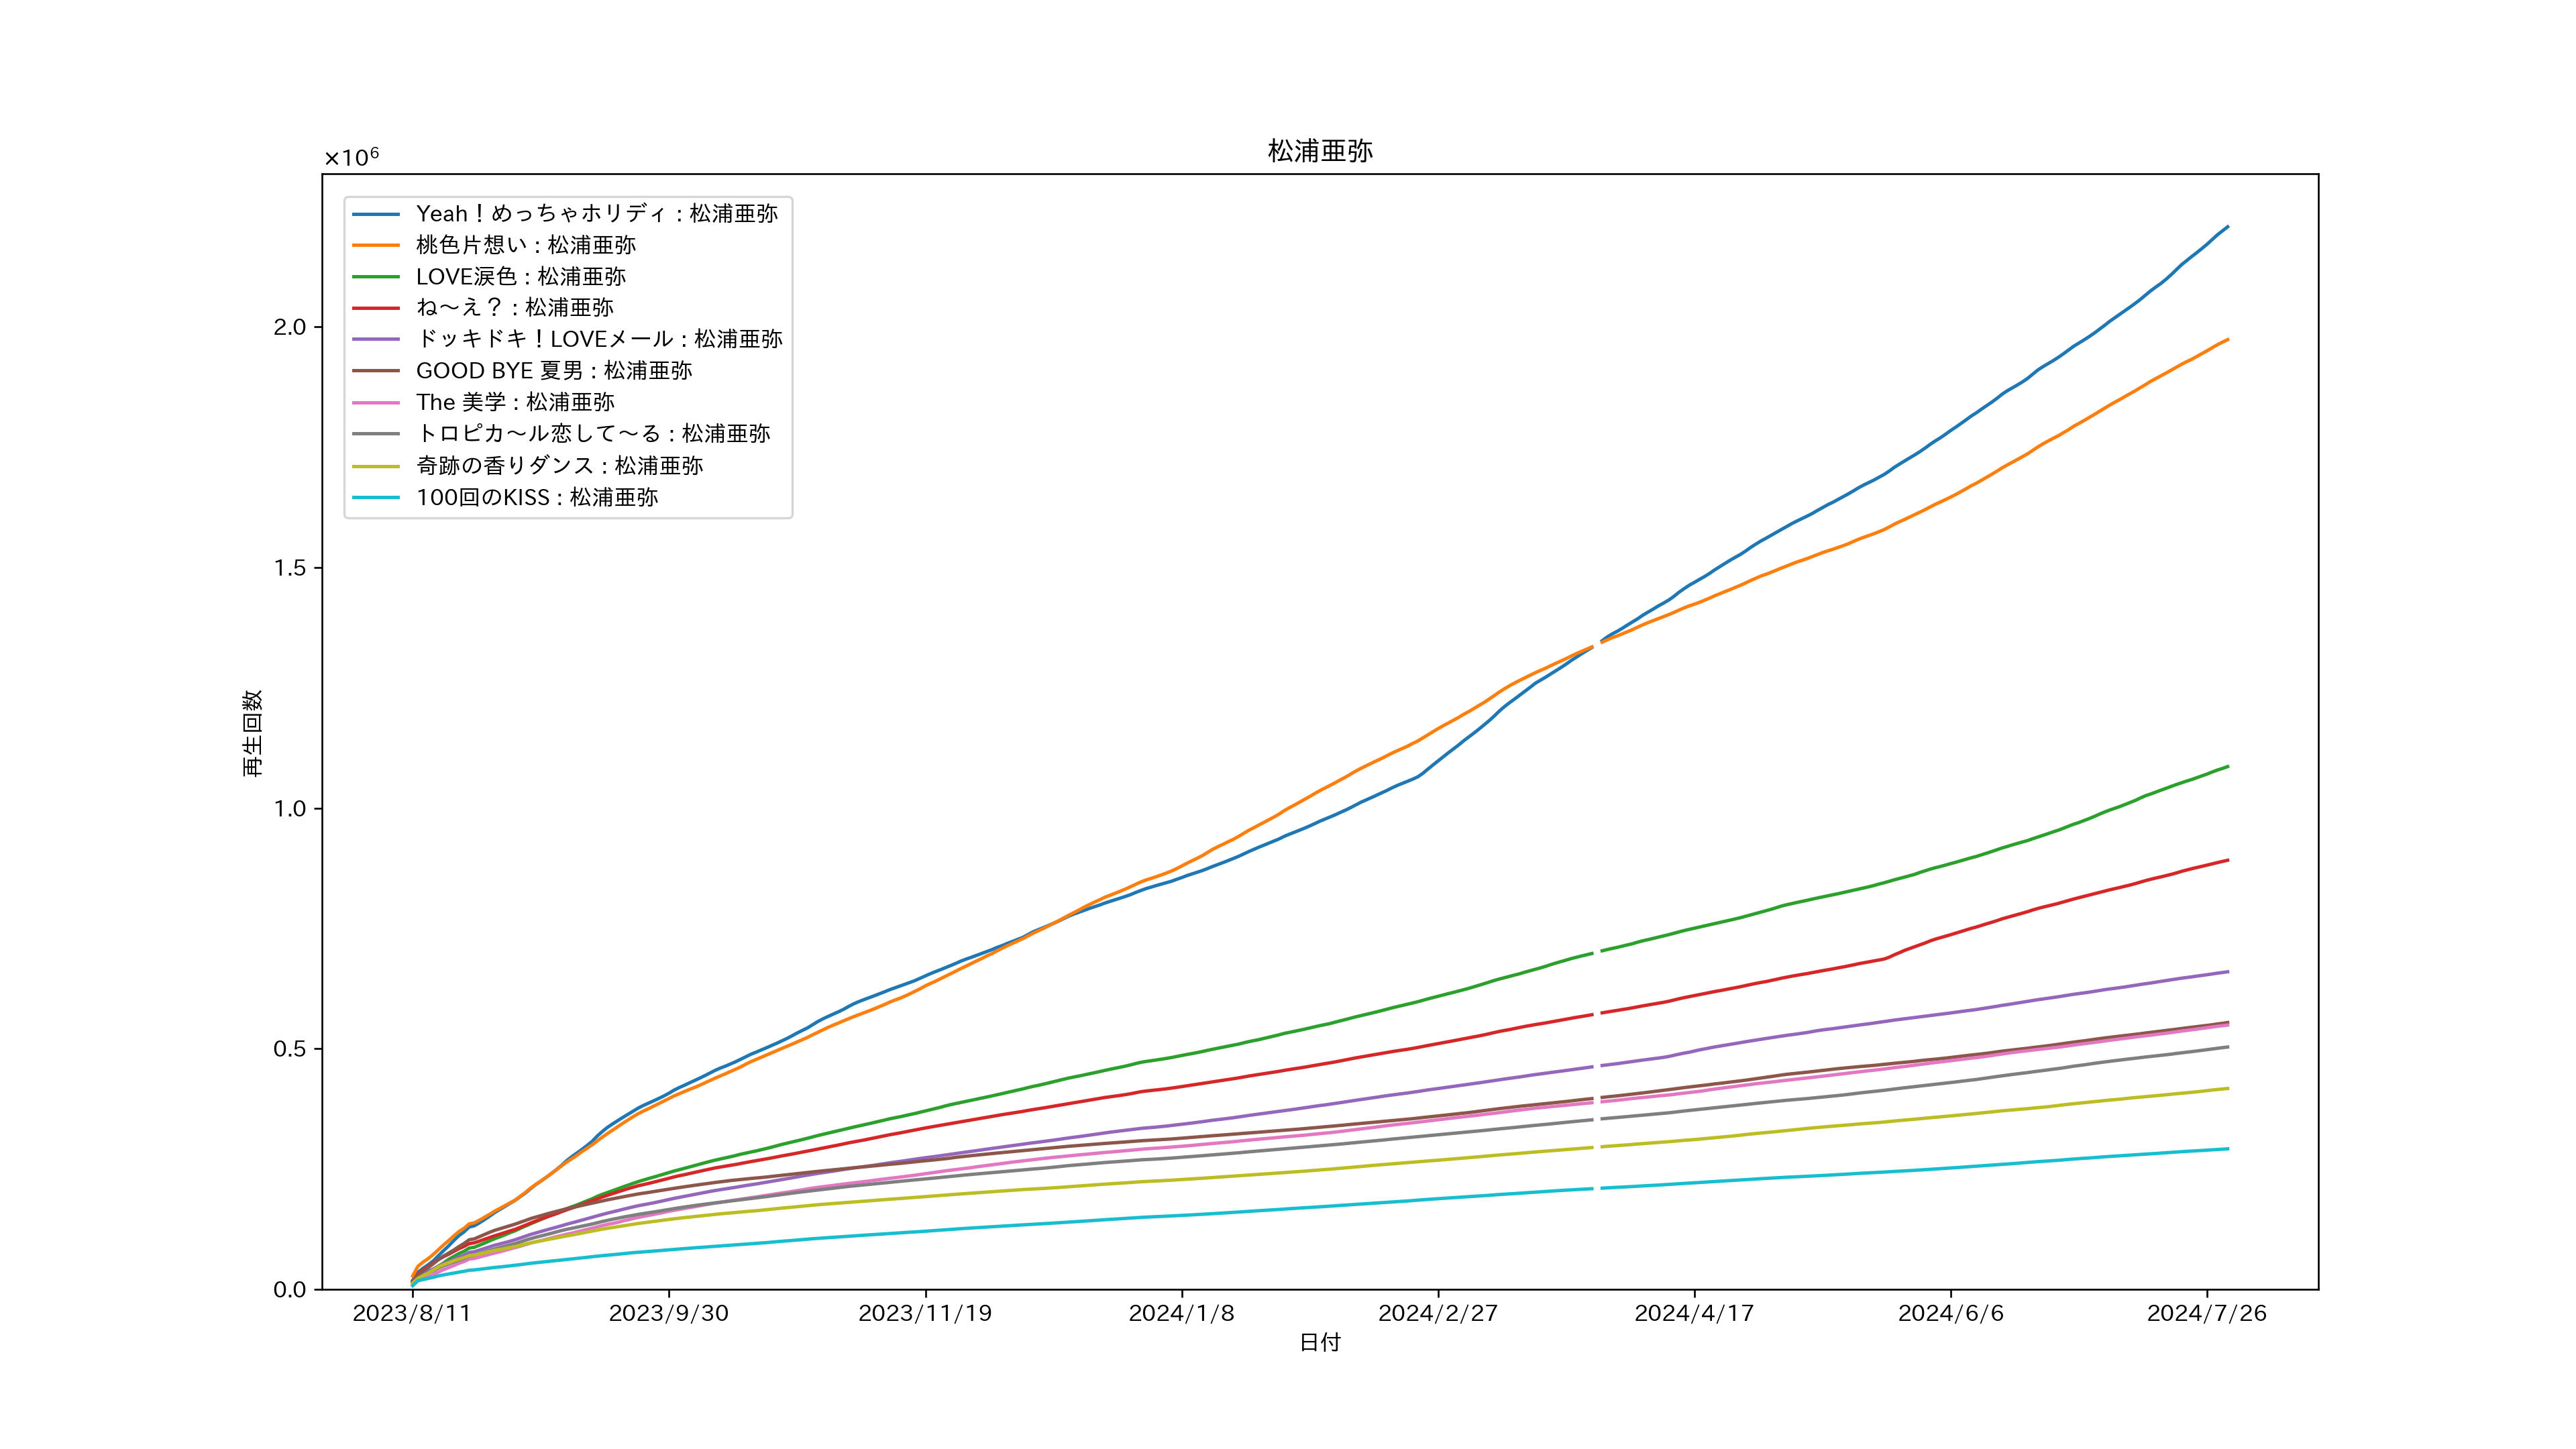 松浦亜弥
×10⁶
Yeah！めっちゃホリディ : 松浦亜弥
桃色片想い : 松浦亜弥
LOVE涙色 : 松浦亜弥
ね～え？ : 松浦亜弥
ドッキドキ！LOVEメール : 松浦亜弥
GOOD BYE 夏男 : 松浦亜弥
The 美学 : 松浦亜弥
トロピカ～ル恋して～る : 松浦亜弥
奇跡の香りダンス : 松浦亜弥
100回のKISS : 松浦亜弥
2.0
1.5
1.0
0.5
0.0
再生回数
2023/8/11 2023/9/30 2023/11/19 2024/1/8 2024/2/27 2024/4/17 2024/6/6 2024/7/26
日付